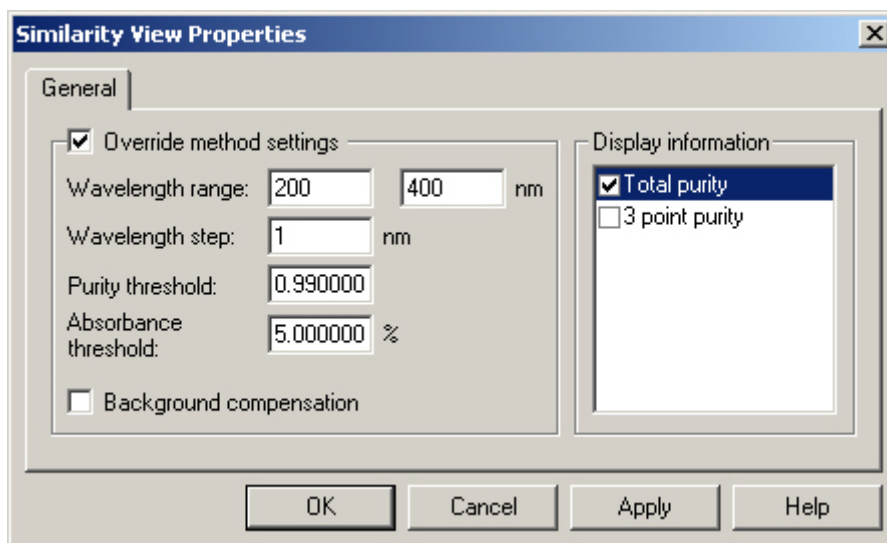 Similarity View Properties
General
Override method settings
Wavelength range: 200 400 nm
Wavelength step: 1 nm
Purity threshold: 0.990000
Absorbance
threshold: 5.000000 %
Background compensation
Display information
Total purity
3 point purity
OK Cancel Apply Help